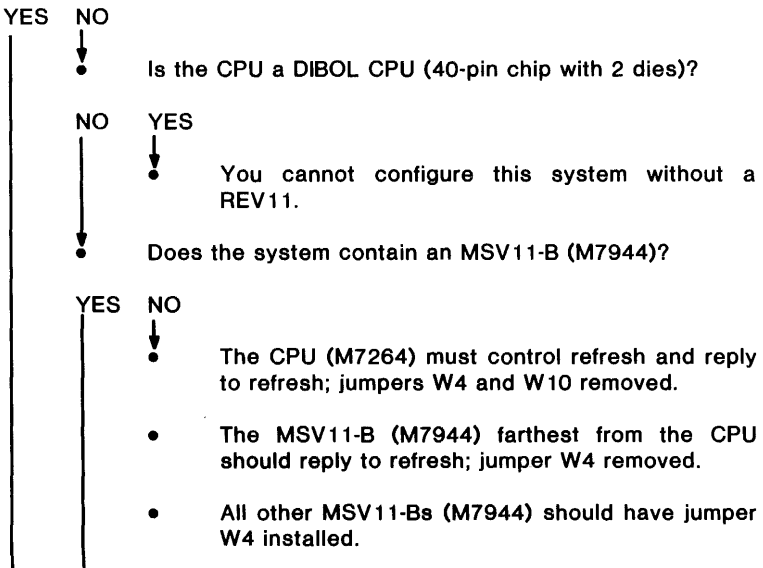 YES NO
• Is the CPU a DIBOL CPU (40-pin chip with 2 dies)?
NO YES
• You cannot configure this system without a
REV11.
• Does the system contain an MSV11-B (M7944)?
YES NO
• The CPU (M7264) must control refresh and reply
to refresh; jumpers W4 and W10 removed.
• The MSV11-B (M7944) farthest from the CPU
should reply to refresh; jumper W4 removed.
• All other MSV11-Bs (M7944) should have jumper
W4 installed.